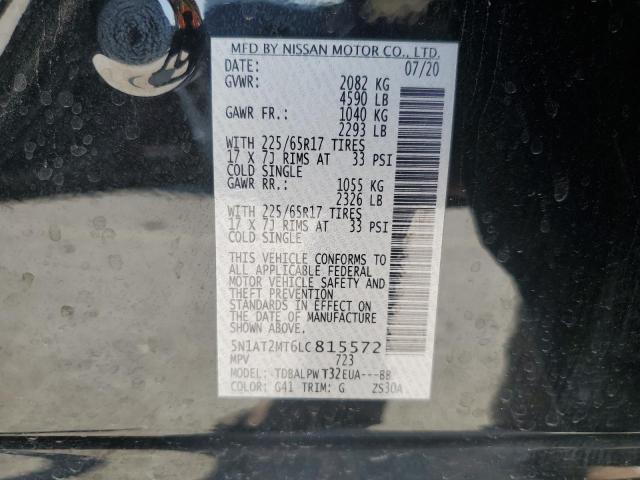 MFD BY NISSAN MOTOR CO., LTD.
DATE: 07/20
GVWR: 2082 KG
4590 LB
GAWR FR.: 1040 KG
2293 LB
WITH 225/65R17 TIRES
17 X 7J RIMS AT 33 PSI
COLD SINGLE
GAWR RR.: 1055 KG
2326 LB
WITH 225/65R17 TIRES
17 X 7J RIMS AT 33 PSI
COLD SINGLE
THIS VEHICLE CONFORMS TO
ALL APPLICABLE FEDERAL
MOTOR VEHICLE SAFETY AND
THEFT PREVENTION
STANDARDS IN EFFECT ON
THE DATE OF MANUFACTURE
SHOWN ABOVE.
5N1AT2MT6LC815572
MPV 723
MODEL: TDBALPWT32EUA---BB
COLOR: G41 TRIM: G ZS30A